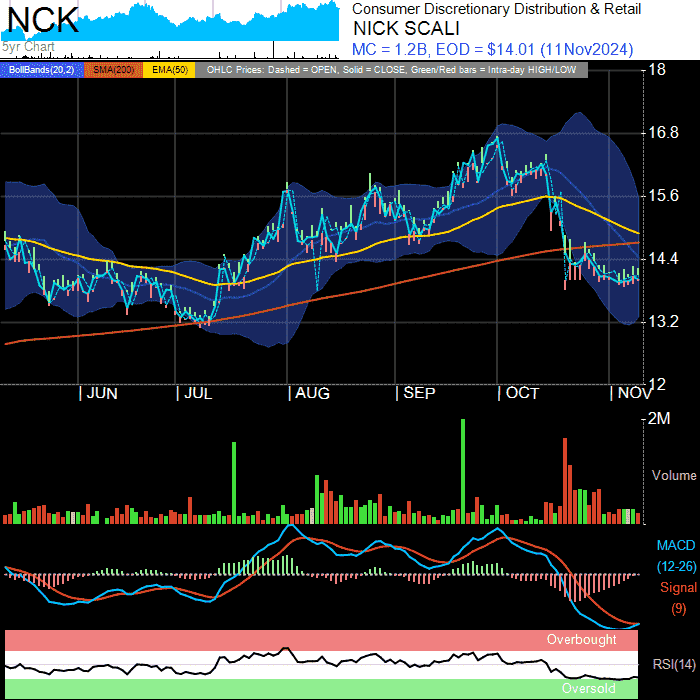 NCK
5yr Chart
Consumer Discretionary Distribution & Retail
NICK SCALI
MC = 1.2B, EOD = $14.01 (11Nov2024)
BollBands(20,2) SMA(200) EMA(50) OHLC Prices: Dashed = OPEN, Solid = CLOSE, Green/Red bars = Intra-day HIGH/LOW
18
16.8
15.6
14.4
13.2
12
JUN JUL AUG SEP OCT NOV
2M
Volume
MACD
(12-26)
Signal
(9)
Overbought
RSI(14)
Oversold